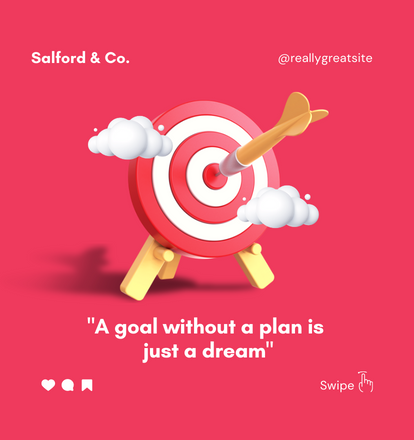 Salford & Co.
@reallygreatsite
"A goal without a plan is
just a dream"
Swipe